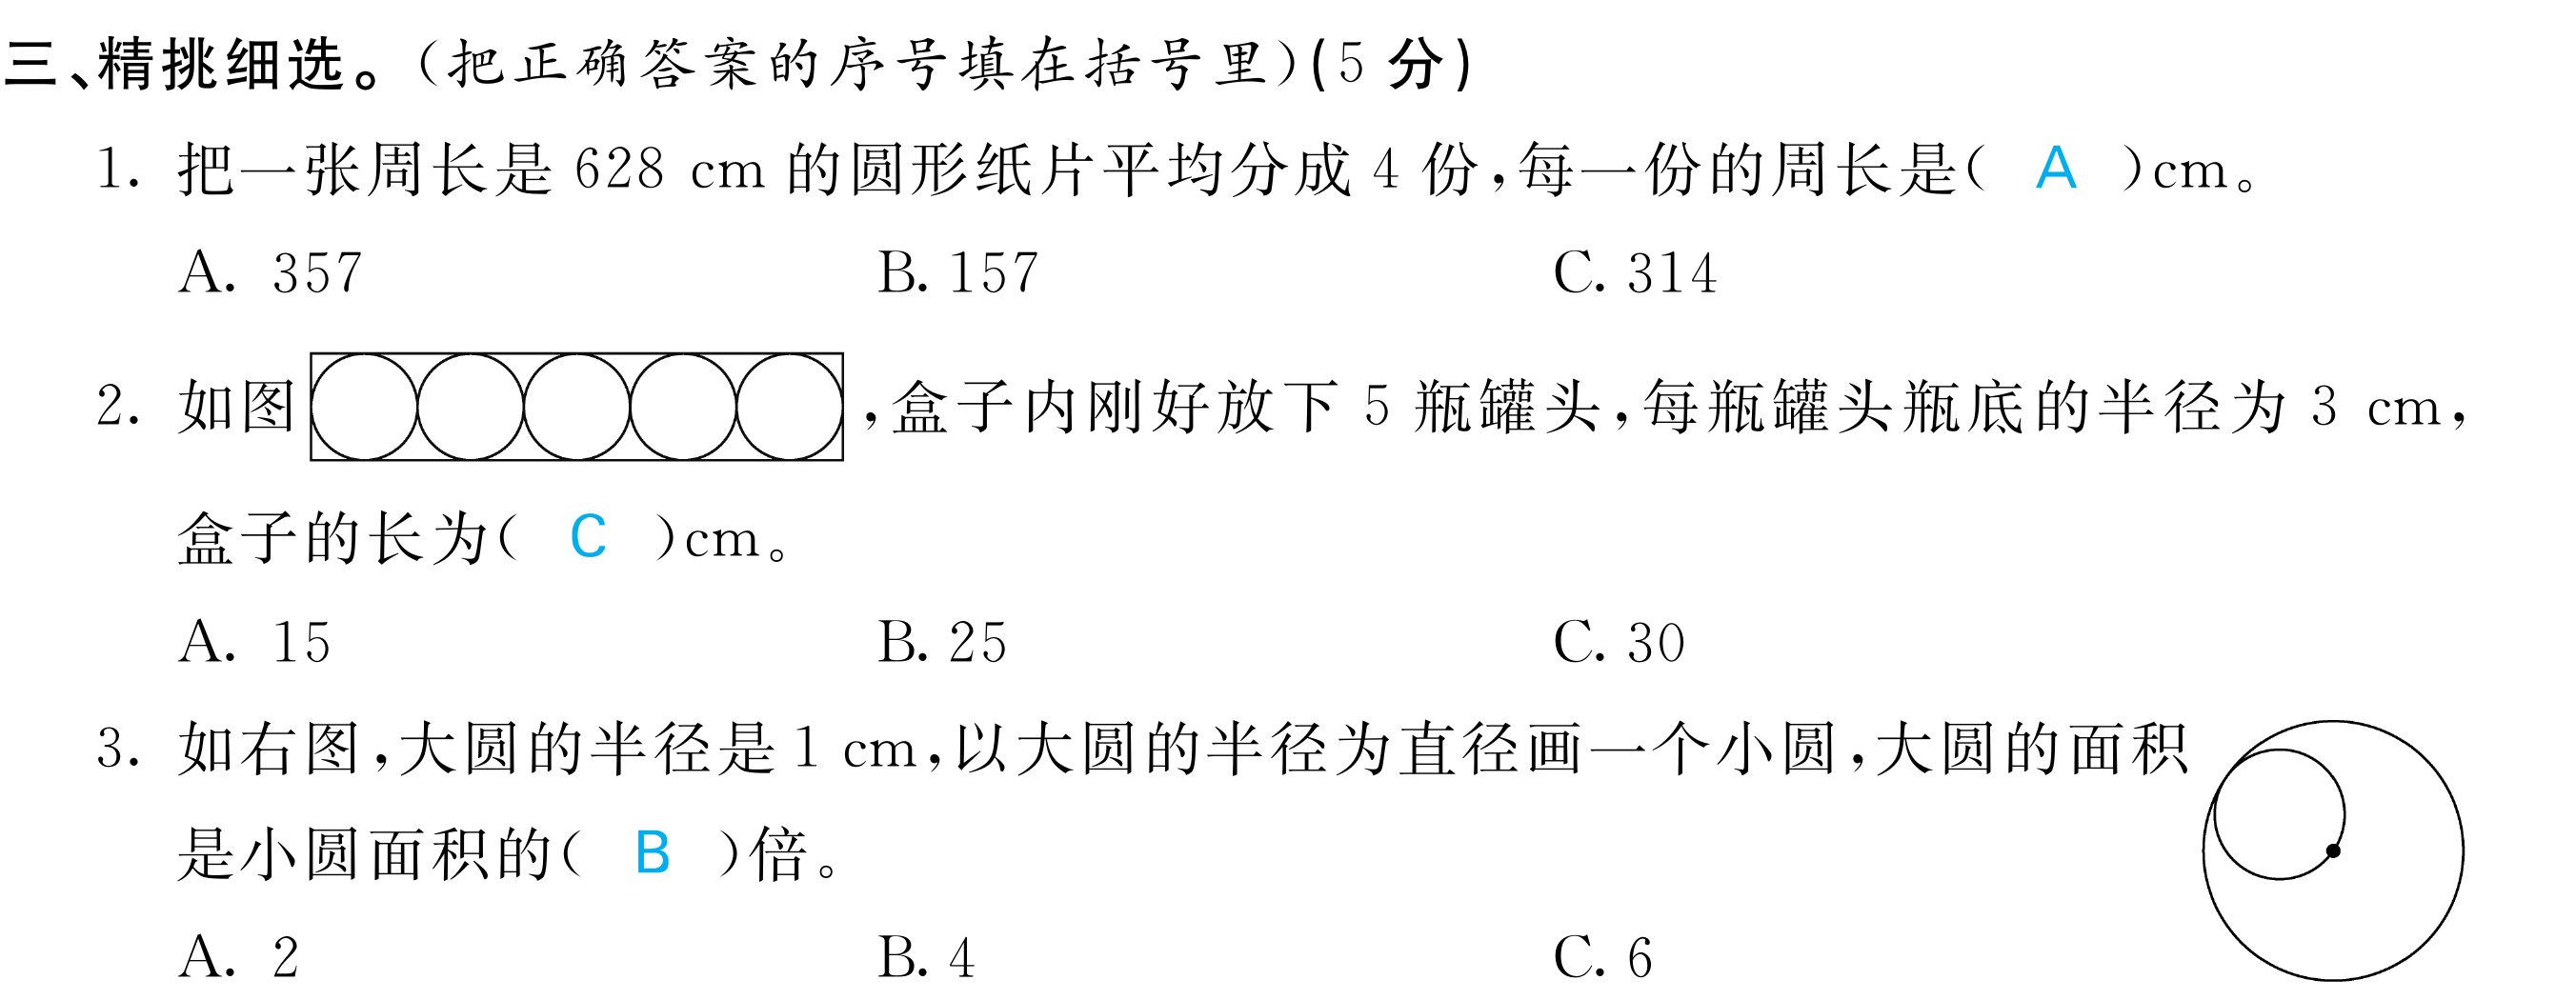 三、精挑细选。(把正确答案的序号填在括号里)(5 分)
1. 把一张周长是 628 cm 的圆形纸片平均分成 4 份,每一份的周长是( A )cm。
A. 357 B. 157 C. 314
2. 如图 ,盒子内刚好放下 5 瓶罐头,每瓶罐头瓶底的半径为 3 cm,
盒子的长为( C )cm。
A. 15 B. 25 C. 30
3. 如右图,大圆的半径是 1 cm,以大圆的半径为直径画一个小圆,大圆的面积
是小圆面积的( B )倍。
A. 2 B. 4 C. 6